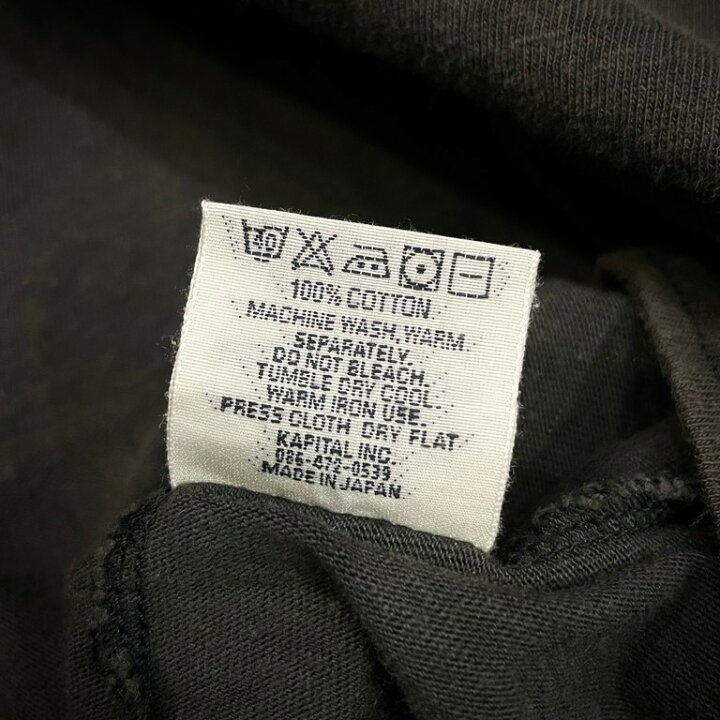 40
100% COTTON
MACHINE WASH, WARM
SEPARATELY.
DO NOT BLEACH.
TUMBLE DRY COOL.
WARM IRON USE.
PRESS CLOTH DRY FLAT
KAPITAL INC.
086-472-0539
MADE IN JAPAN